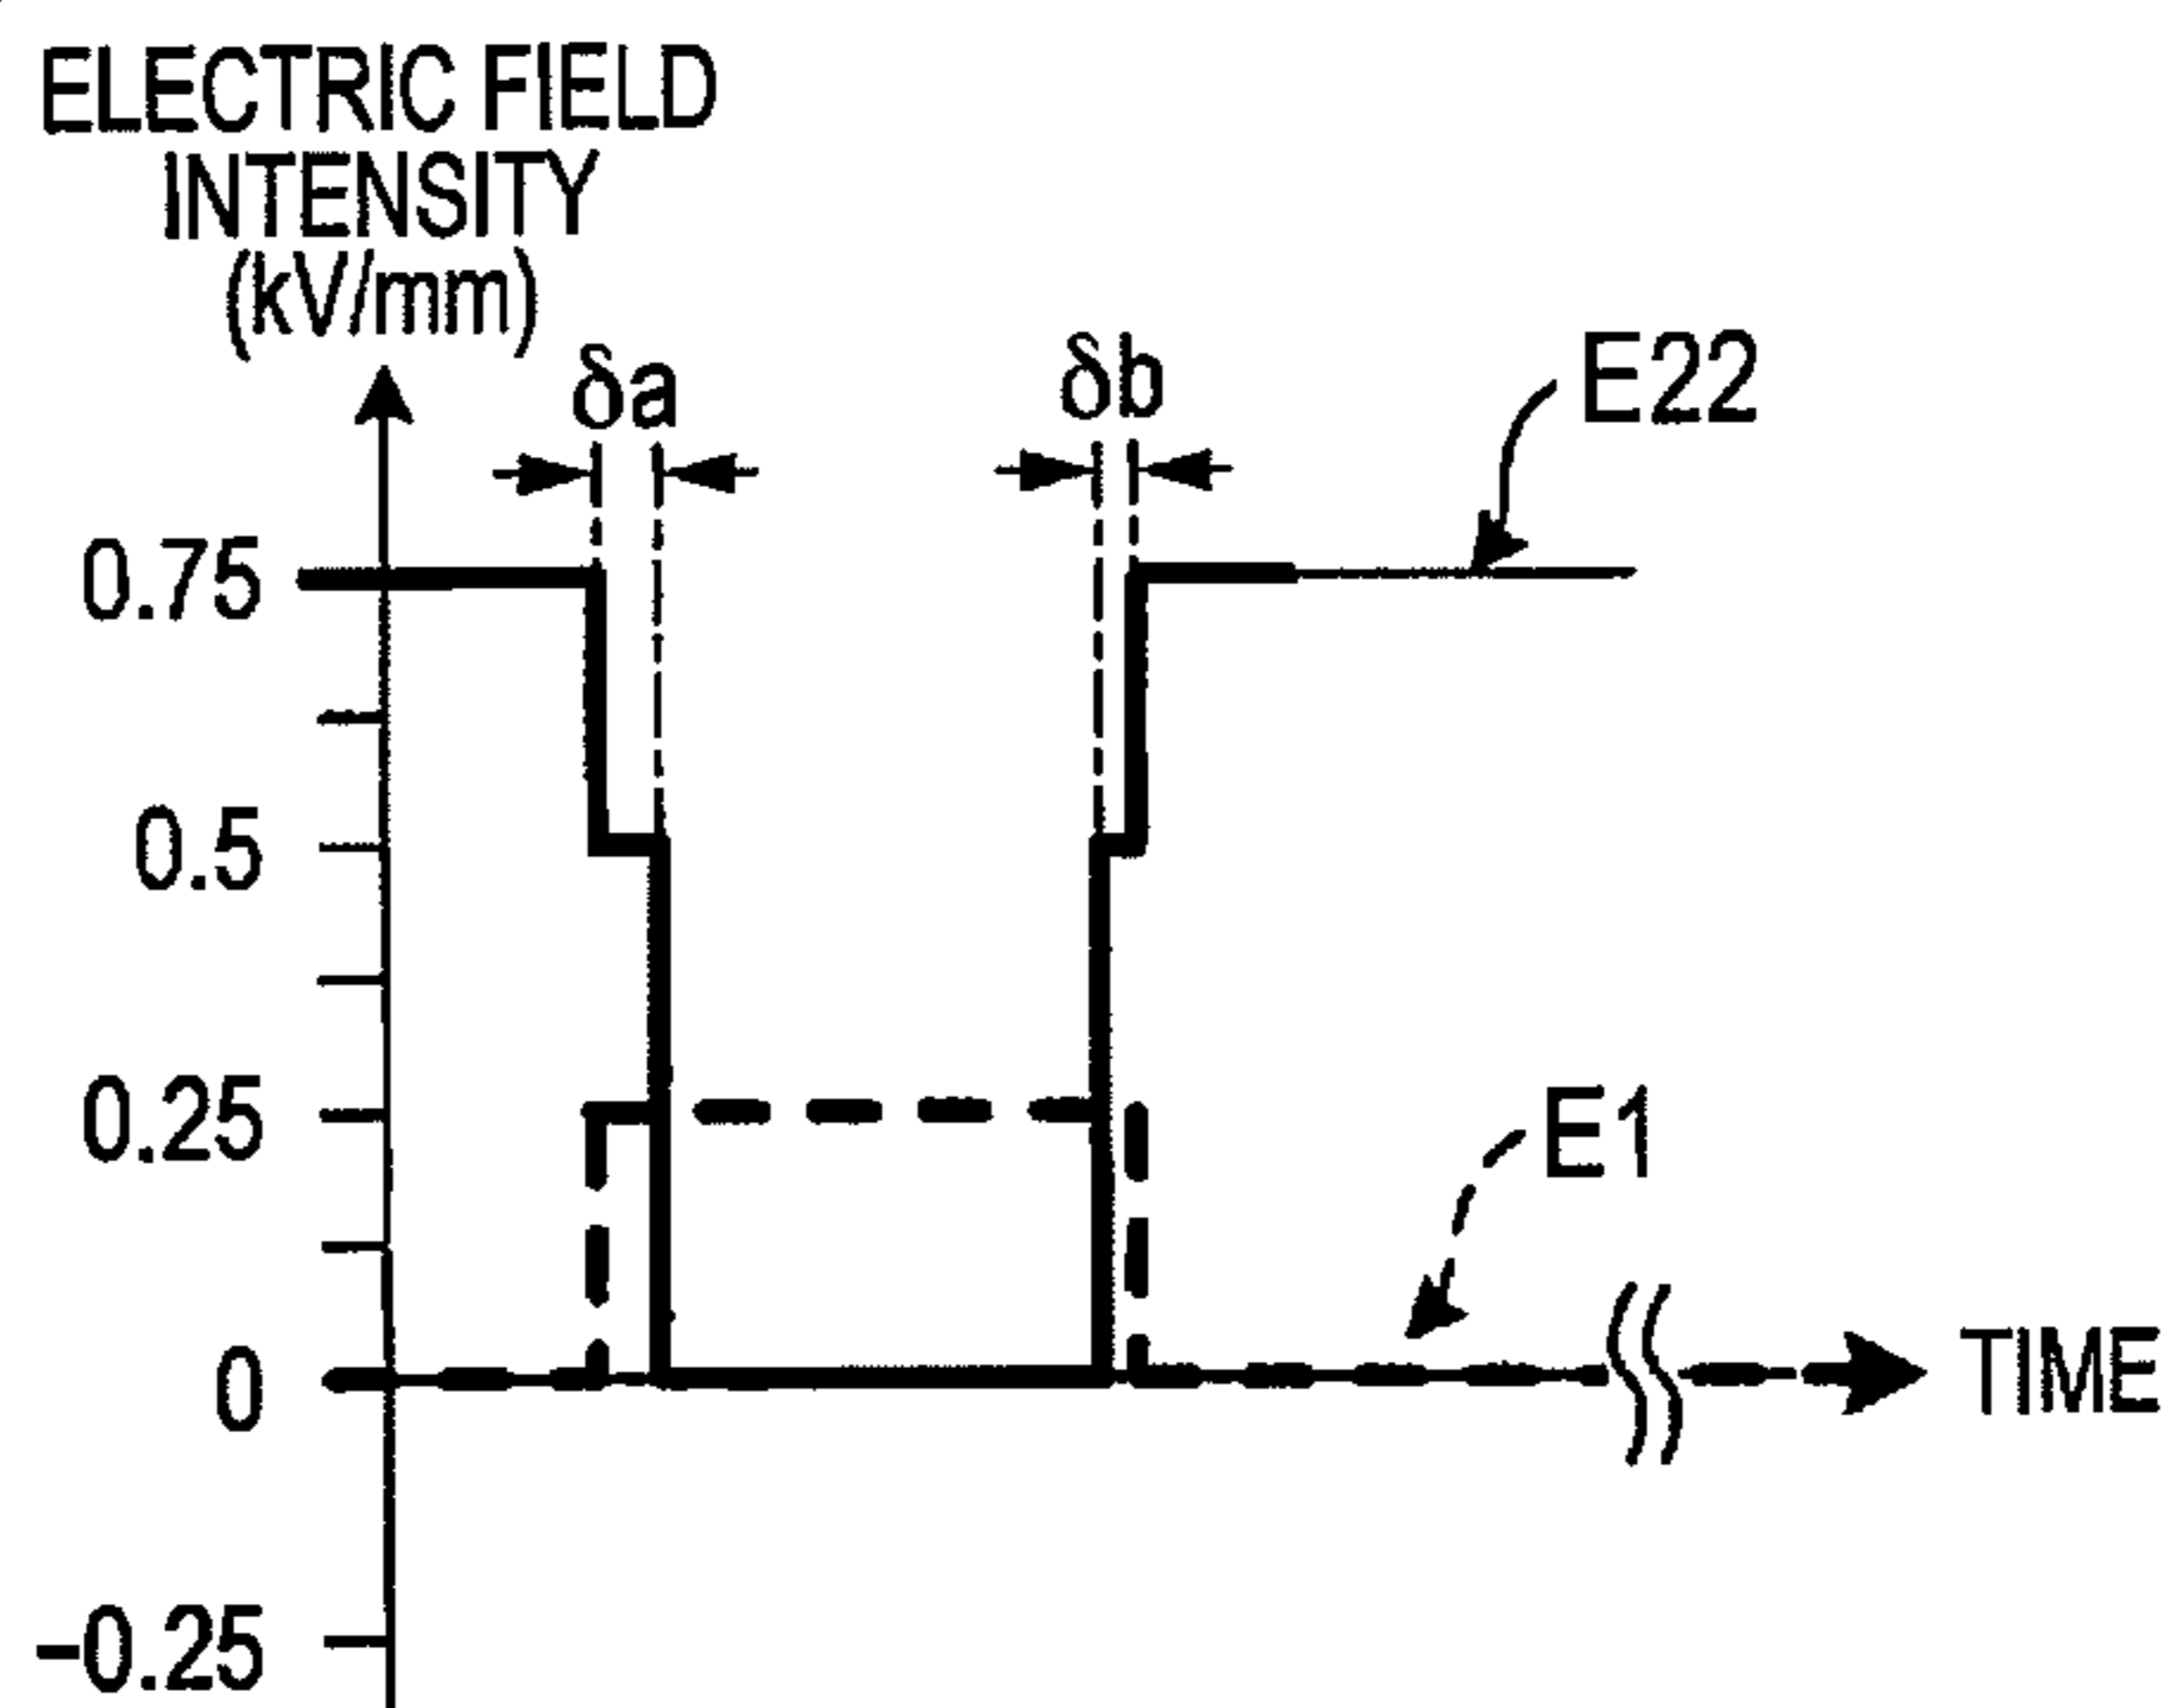 ELECTRIC FIELD
INTENSITY
(kV/mm)
δa
δb
E22
0.75
0.5
0.25
E1
0
TIME
-0.25